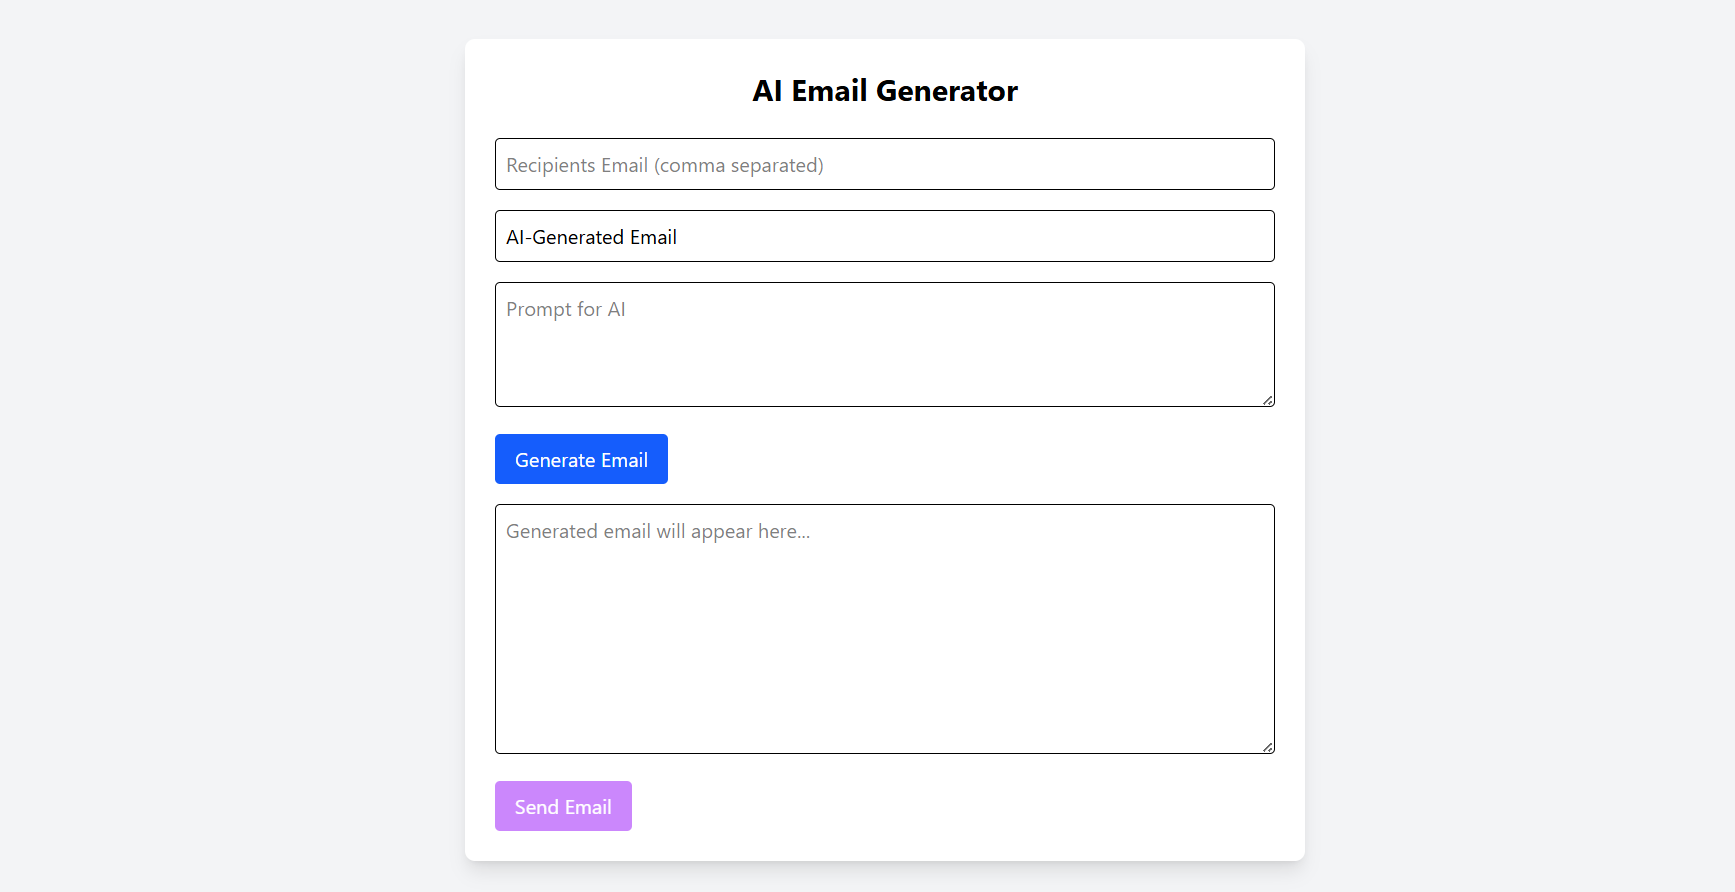 AI Email Generator
Recipients Email (comma separated)
AI-Generated Email
Prompt for AI
Generate Email
Generated email will appear here...
Send Email